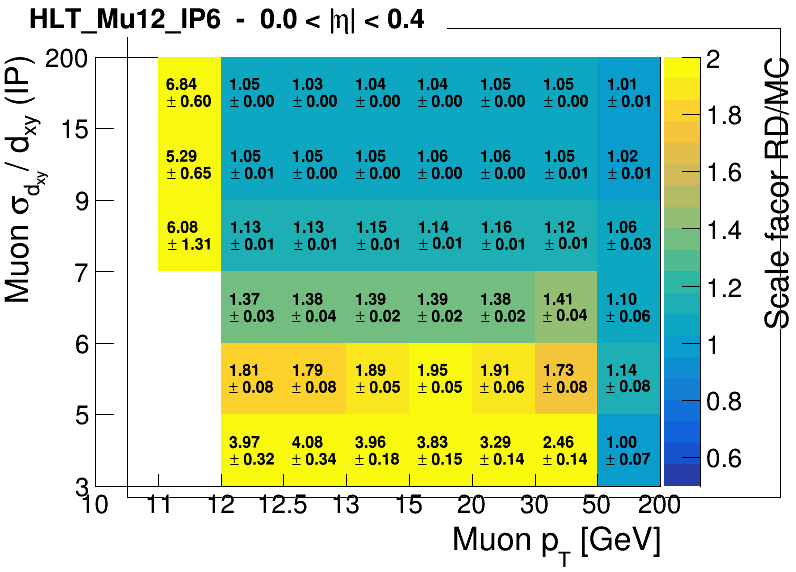 HLT_Mu12_IP6 - 0.0 < |η| < 0.4
200
15
9
7
6
5
3
Muon σ_{d_{xy}} / d_{xy} (IP)
6.84 1.05 1.03 1.04 1.04 1.05 1.05 1.01
± 0.60 ± 0.00 ± 0.00 ± 0.00 ± 0.00 ± 0.00 ± 0.00 ± 0.01
5.29 1.05 1.05 1.05 1.06 1.06 1.05 1.02
± 0.65 ± 0.01 ± 0.00 ± 0.00 ± 0.00 ± 0.00 ± 0.01 ± 0.01
6.08 1.13 1.13 1.15 1.14 1.16 1.12 1.06
± 1.31 ± 0.01 ± 0.01 ± 0.01 ± 0.01 ± 0.01 ± 0.01 ± 0.03
1.37 1.38 1.39 1.39 1.38 1.41 1.10
± 0.03 ± 0.04 ± 0.02 ± 0.02 ± 0.02 ± 0.04 ± 0.06
1.81 1.79 1.89 1.95 1.91 1.73 1.14
± 0.08 ± 0.08 ± 0.05 ± 0.05 ± 0.06 ± 0.08 ± 0.08
3.97 4.08 3.96 3.83 3.29 2.46 1.00
± 0.32 ± 0.34 ± 0.18 ± 0.15 ± 0.14 ± 0.14 ± 0.07
10 11 12 12.5 13 15 20 30 50 200
Muon p_T [GeV]
2
1.8
1.6
1.4
1.2
1
0.8
0.6
Scale facor RD/MC